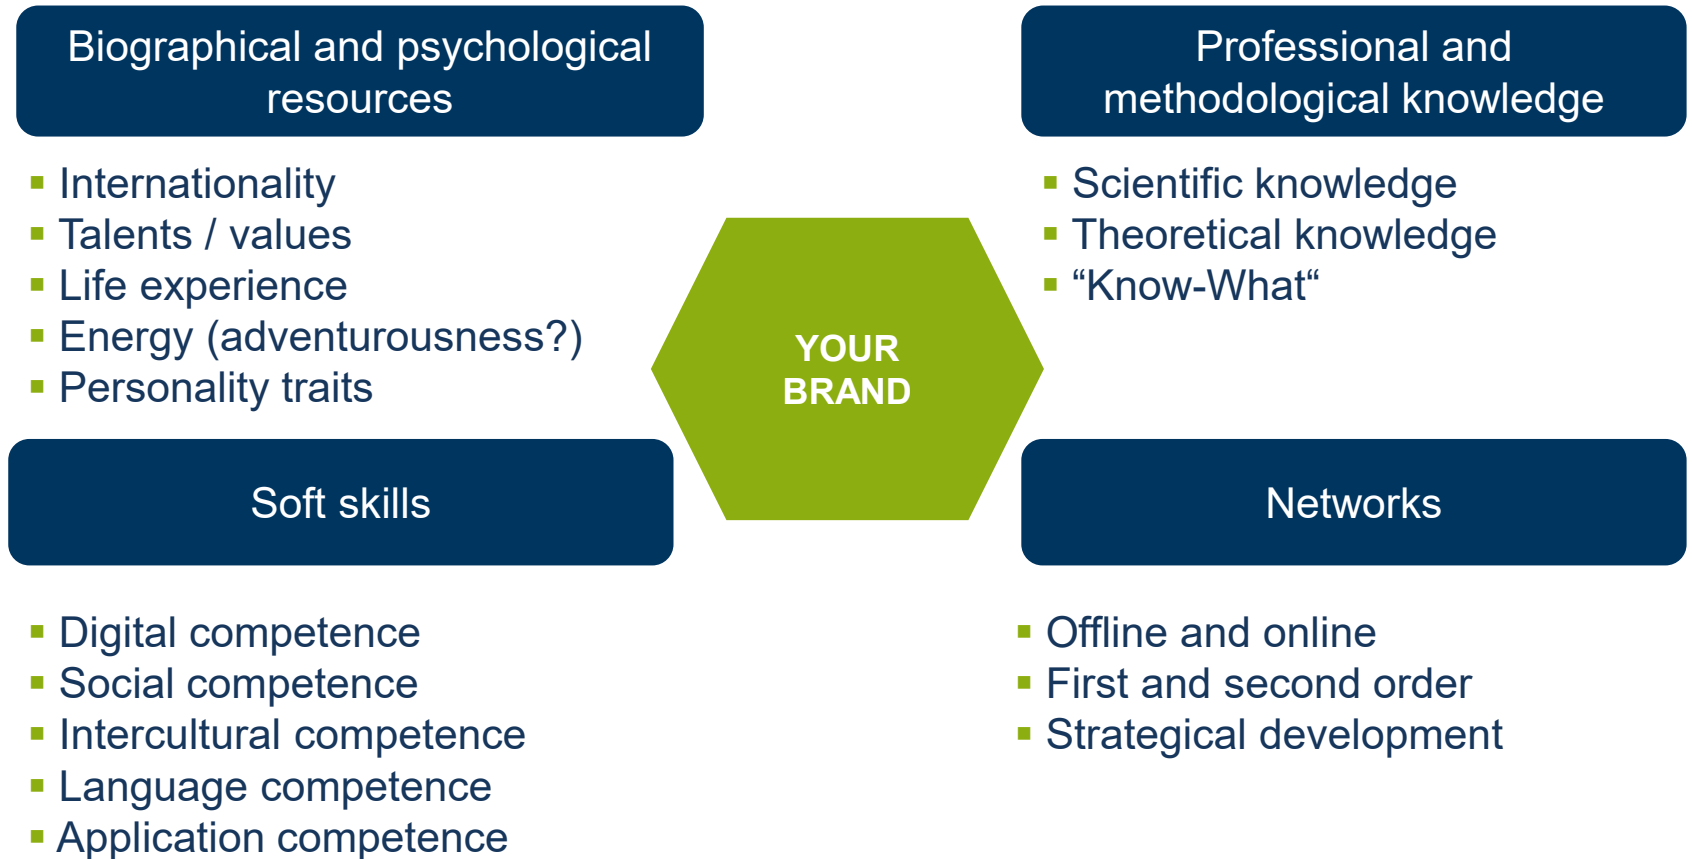 Biographical and psychological
resources
Internationality
Talents / values
Life experience
Energy (adventurousness?)
Personality traits
Professional and
methodological knowledge
Scientific knowledge
Theoretical knowledge
“Know-What“
YOUR
BRAND
Soft skills
Digital competence
Social competence
Intercultural competence
Language competence
Application competence
Networks
Offline and online
First and second order
Strategical development